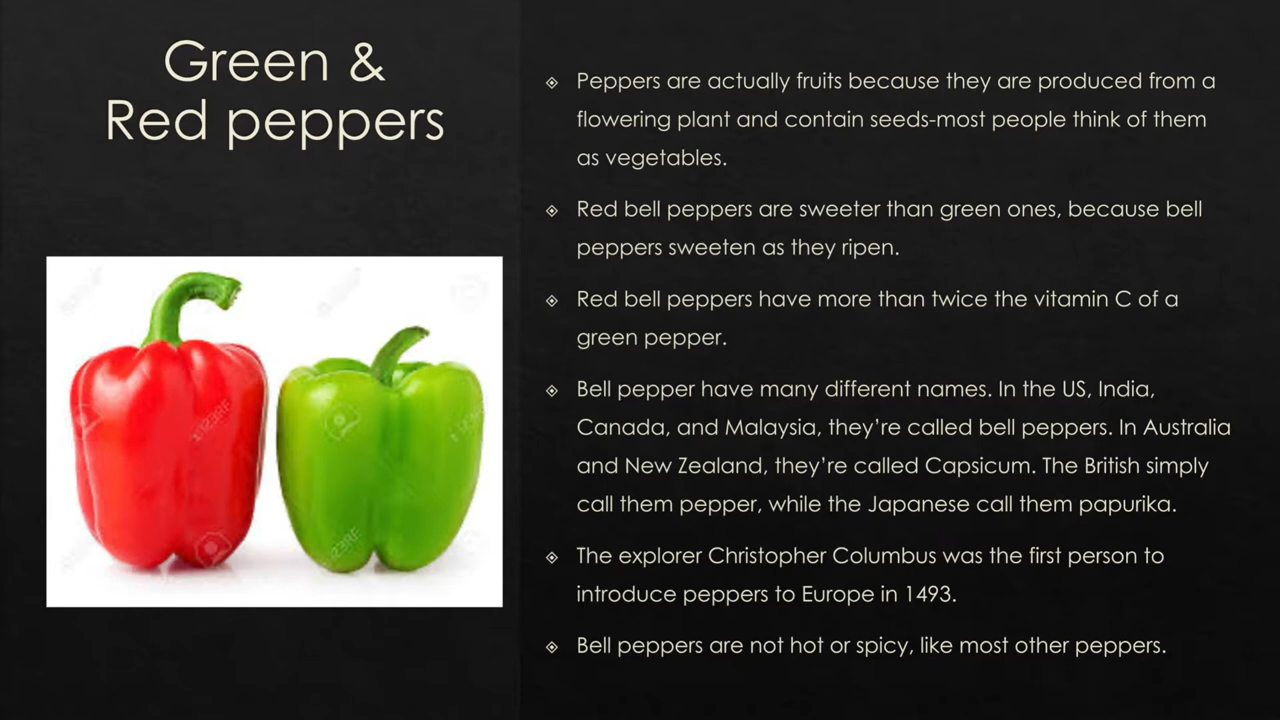 Green &
Red peppers
Peppers are actually fruits because they are produced from a
flowering plant and contain seeds-most people think of them
as vegetables.
Red bell peppers are sweeter than green ones, because bell
peppers sweeten as they ripen.
Red bell peppers have more than twice the vitamin C of a
green pepper.
Bell pepper have many different names. In the US, India,
Canada, and Malaysia, they're called bell peppers. In Australia
and New Zealand, they're called Capsicum. The British simply
call them pepper, while the Japanese call them papurika.
The explorer Christopher Columbus was the first person to
introduce peppers to Europe in 1493.
Bell peppers are not hot or spicy, like most other peppers.